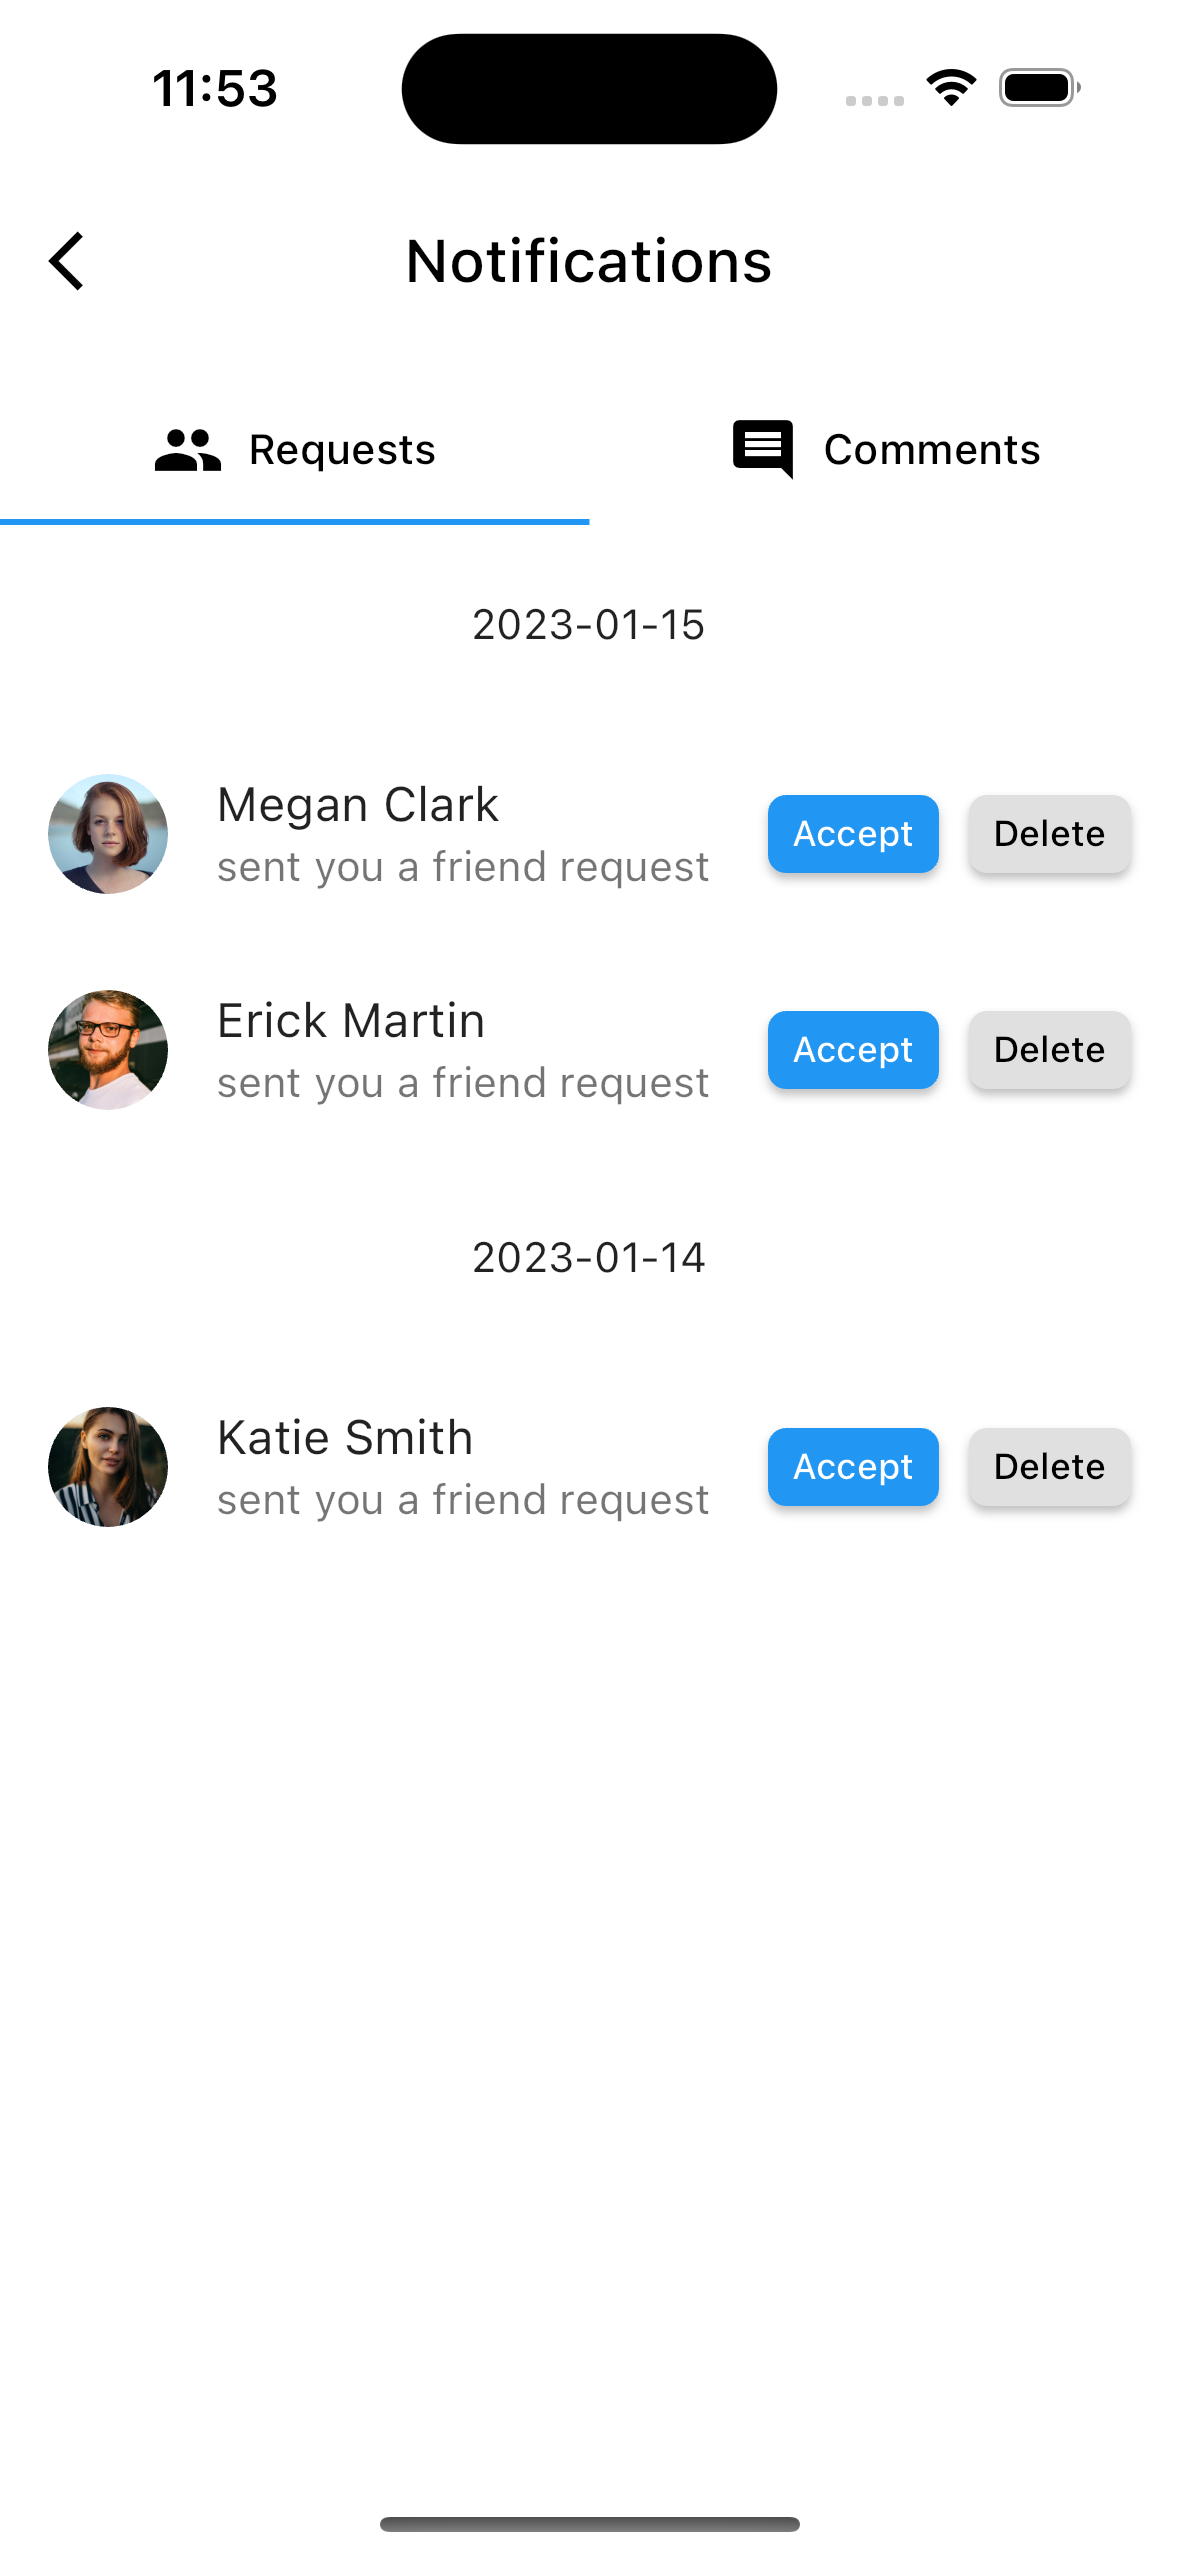 11:53
Notifications
Requests
Comments
2023-01-15
Megan Clark
sent you a friend request
Accept
Delete
Erick Martin
sent you a friend request
Accept
Delete
2023-01-14
Katie Smith
sent you a friend request
Accept
Delete